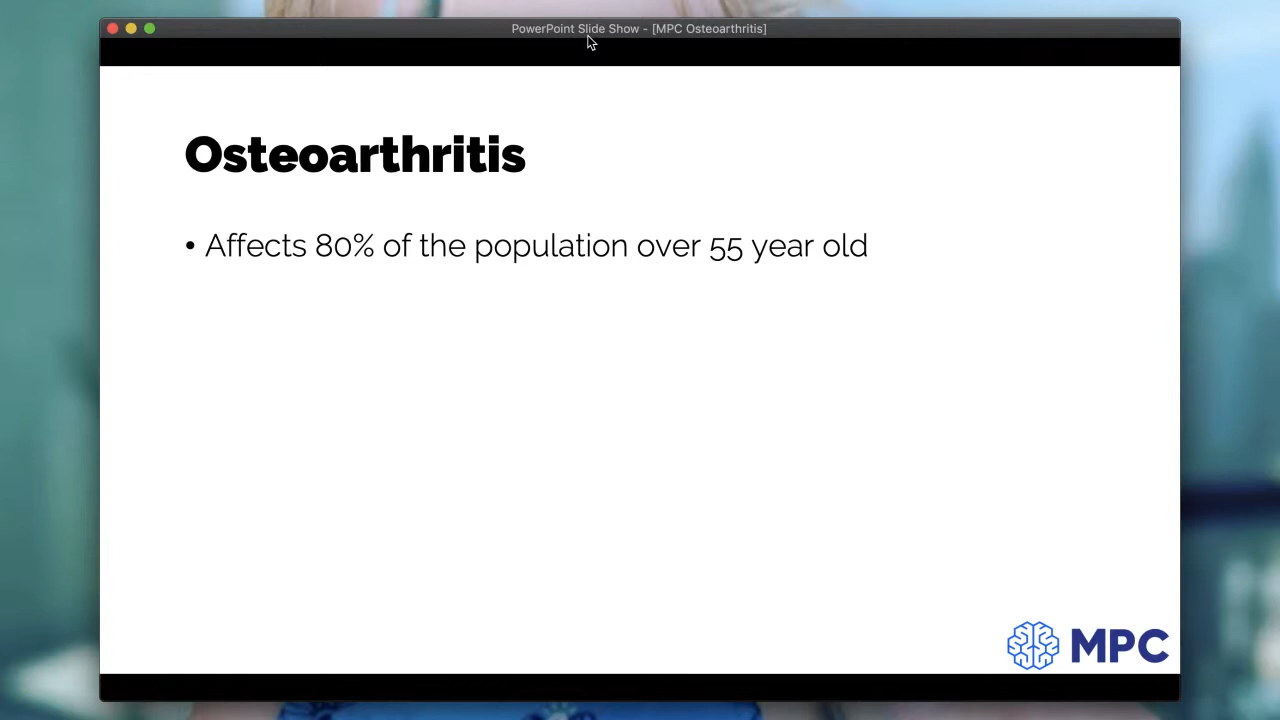 PowerPoint Slide Show - [MPC Osteoarthritis]
Osteoarthritis
• Affects 80% of the population over 55 year old
MPC